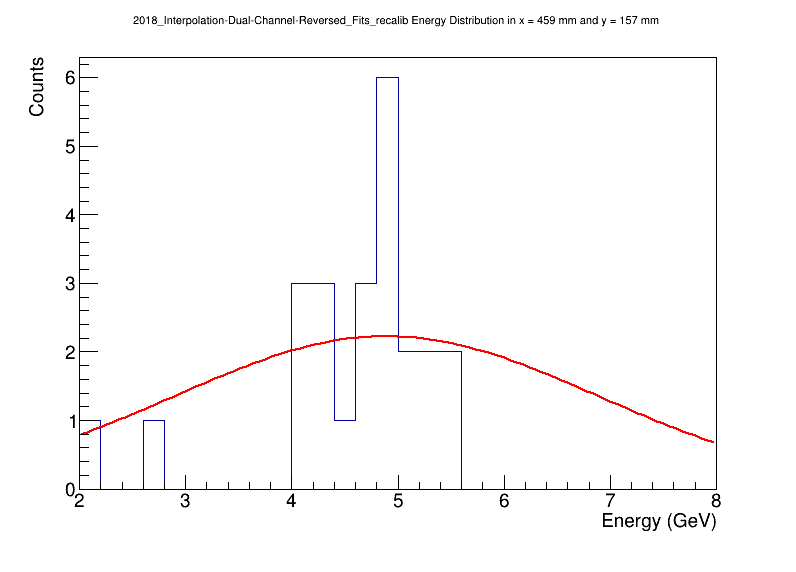 2018_Interpolation-Dual-Channel-Reversed_Fits_recalib Energy Distribution in x = 459 mm and y = 157 mm
Counts
6
5
4
3
2
1
0
2 3 4 5 6 7 8
Energy (GeV)